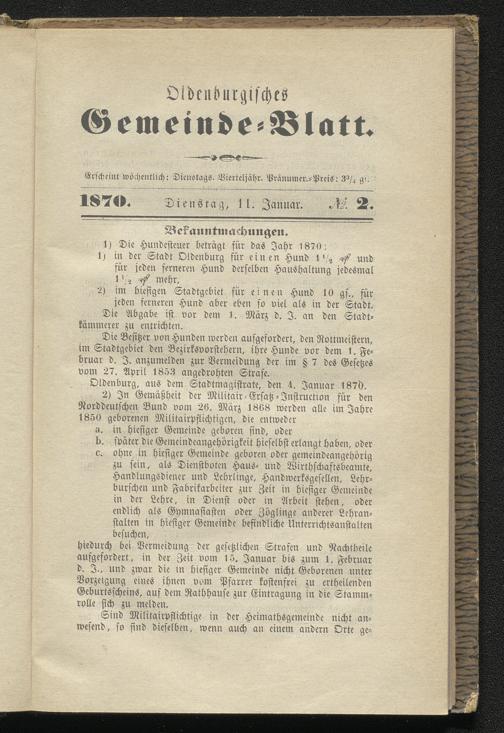 Oldenburgisches
Gemeinde-Blatt.
Erscheint wöchentlich: Dienstags. Vierteljähr. Pränumer.-Preis: 3³/₄ gr.
1870. Dienstag, 11. Januar. № 2.
Bekanntmachungen.
1) Die Hundesteuer beträgt für das Jahr 1870:
1) in der Stadt Oldenburg für einen Hund 1¹/₂ und
für jeden ferneren Hund derselben Haushaltung jedesmal
1¹/₂ mehr,
2) im hiesigen Stadtgebiet für einen Hund 10 gs., für
jeden ferneren Hund aber eben so viel als in der Stadt.
Die Abgabe ist vor dem 1. März d. J. an den Stadt-
kämmerer zu entrichten.
Die Besitzer von Hunden werden aufgefordert, den Rottmeistern,
im Stadtgebiet den Bezirksvorstehern, ihre Hunde vor dem 1. Fe-
bruar d. J. anzumelden zur Vermeidung der im § 7 des Gesetzes
vom 27. April 1853 angedrohten Strafe.
Oldenburg, aus dem Stadtmagistrate, den 4. Januar 1870.
2) In Gemäßheit der Militair-Ersatz-Instruction für den
Norddeutschen Bund vom 26. März 1868 werden alle im Jahre
1850 geborenen Militairpflichtigen, die entweder
a. in hiesiger Gemeinde geboren sind, oder
b. später die Gemeindeangehörigkeit hieselbst erlangt haben, oder
c. ohne in hiesiger Gemeinde geboren oder gemeindeangehörig
zu sein, als Dienstboten Haus- und Wirthschaftsbeamte,
Handlungsdiener und Lehrlinge, Handwerksgesellen, Lehr-
burschen und Fabrikarbeiter zur Zeit in hiesiger Gemeinde
in der Lehre, in Dienst oder in Arbeit stehen, oder
endlich als Gymnasiasten oder Zöglinge anderer Lehran-
stalten in hiesiger Gemeinde befindliche Unterrichtsanstalten
besuchen,
hiedurch bei Vermeidung der gesetzlichen Strafen und Nachtheile
aufgefordert, in der Zeit vom 15. Januar bis zum 1. Februar
d. J., und zwar die in hiesiger Gemeinde nicht Geborenen unter
Vorzeigung eines ihnen vom Pfarrer kostenfrei zu ertheilenden
Geburtsscheins, auf dem Rathhause zur Eintragung in die Stamm-
rolle sich zu melden.
Sind Militairpflichtige in der Heimathsgemeinde nicht an-
wesend, so sind dieselben, wenn auch an einem andern Orte ge-